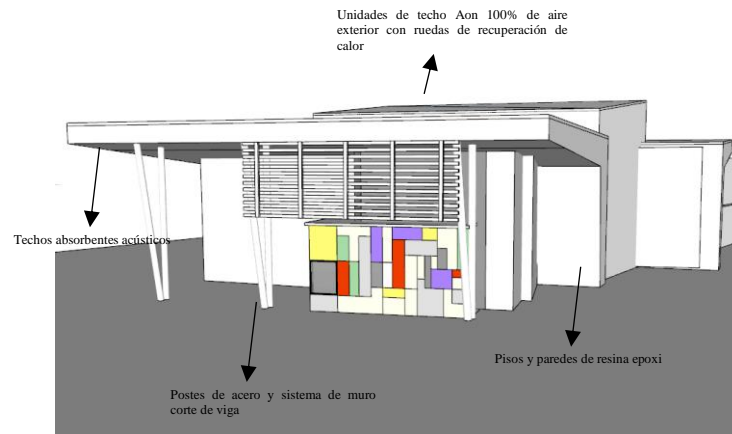 Unidades de techo Aon 100% de aire
exterior con ruedas de recuperación de
calor
Techos absorbentes acústicos
Pisos y paredes de resina epoxi
Postes de acero y sistema de muro
corte de viga